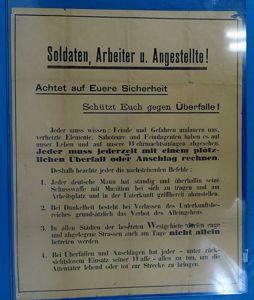 Soldaten, Arbeiter u. Angestellte!
Achtet auf Euere Sicherheit
Schützt Euch gegen Überfälle!
Jeder muss wissen: Feinde und Gefahren umlauern uns,
verhetzte Elemente, Saboteure und Feindagenten haben es auf
unser Leben und auf unsere Wehrmachtsanlagen abgesehen.
Jeder muss jederzeit mit einem plötz-
lichen Überfall oder Anschlag rechnen.
Deshalb beachte jeder die nachstehenden Befehle:
1. Jeder deutsche Mann hat ständig und überallhin seine
Schusswaffe mit Munition bei sich zu tragen und am
Arbeitsplatz und in der Unterkunft griffbereit abzustellen.
2. Bei Dunkelheit besteht bei Verlassen des Unterkunftsbe-
reiches grundsätzlich das Verbot des Alleingehens.
3. In allen Städten der besetzten Westgebiete dürfen enge
und abgelegene Strassen auch am Tage nicht allein
betreten werden.
4. Bei Überfällen und Anschlägen hat jeder - unter rück-
sichtslosem Einsatz seiner Waffe - alles zu tun, um die
Attentäter lebend oder tot zur Strecke zu bringen.